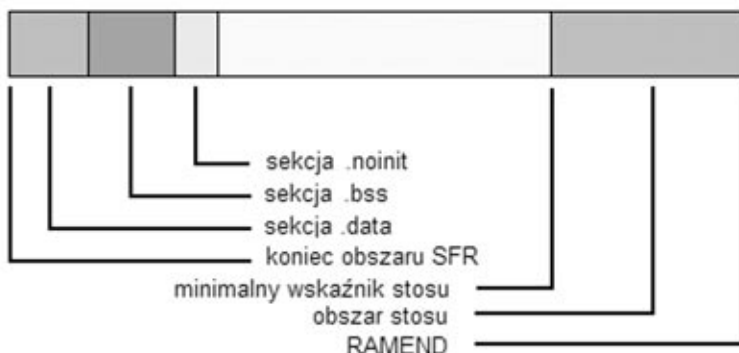 sekcja .noinit
sekcja .bss
sekcja .data
koniec obszaru SFR
minimalny wskaźnik stosu
obszar stosu
RAMEND